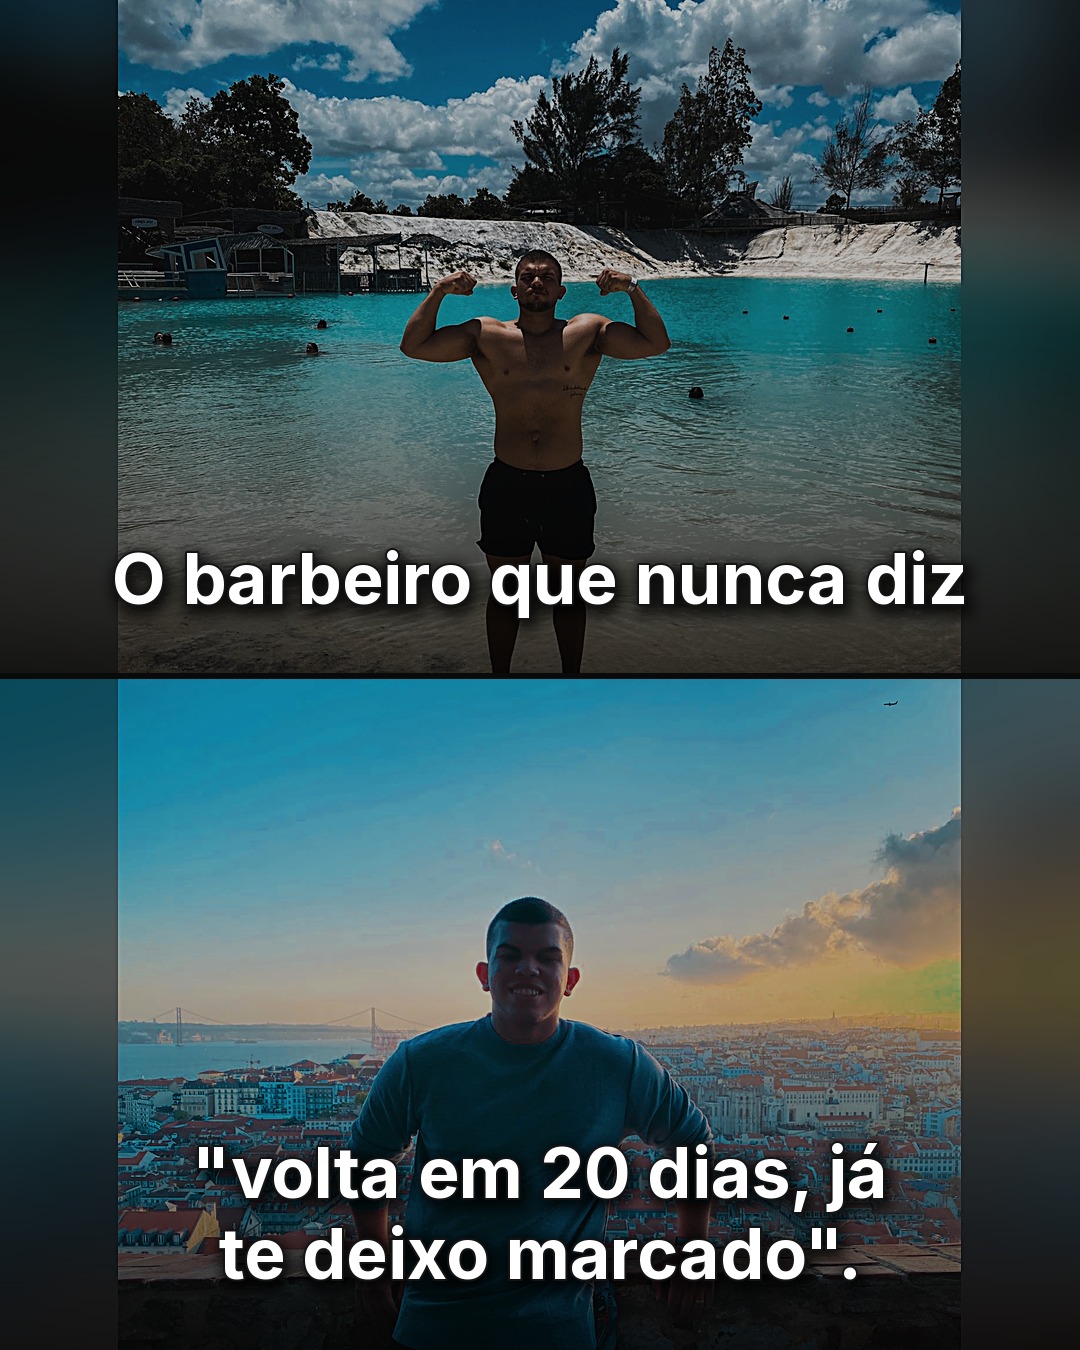 O barbeiro que nunca diz
"volta em 20 dias, já
te deixo marcado".